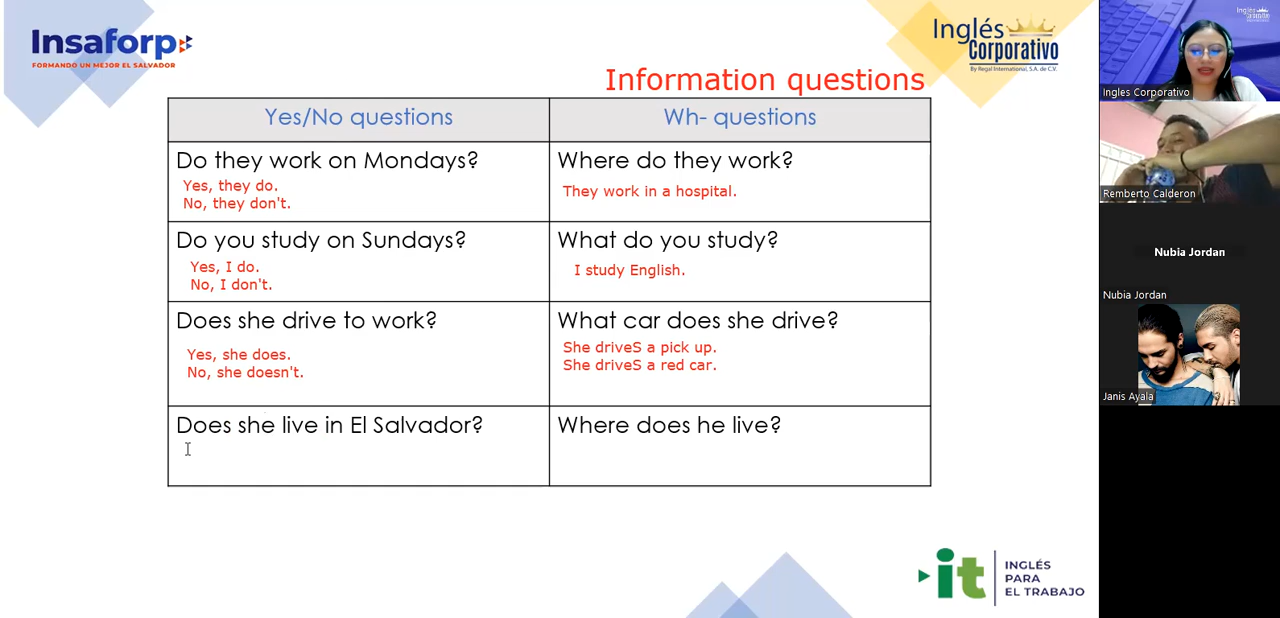 Insaforp
FORMANDO UN MEJOR EL SALVADOR
Inglés
Corporativo
By Regal International, S.A. de C.V.
Information questions
Yes/No questions
Wh- questions
Do they work on Mondays?
Yes, they do.
No, they don't.
Where do they work?
They work in a hospital.
Do you study on Sundays?
Yes, I do.
No, I don't.
What do you study?
I study English.
Does she drive to work?
Yes, she does.
No, she doesn't.
What car does she drive?
She driveS a pick up.
She driveS a red car.
Does she live in El Salvador?
Where does he live?
it
INGLÉS
PARA
EL TRABAJO
Inglés
Corporativo
Ingles Corporativo
Remberto Calderon
Nubia Jordan
Nubia Jordan
Janis Ayala